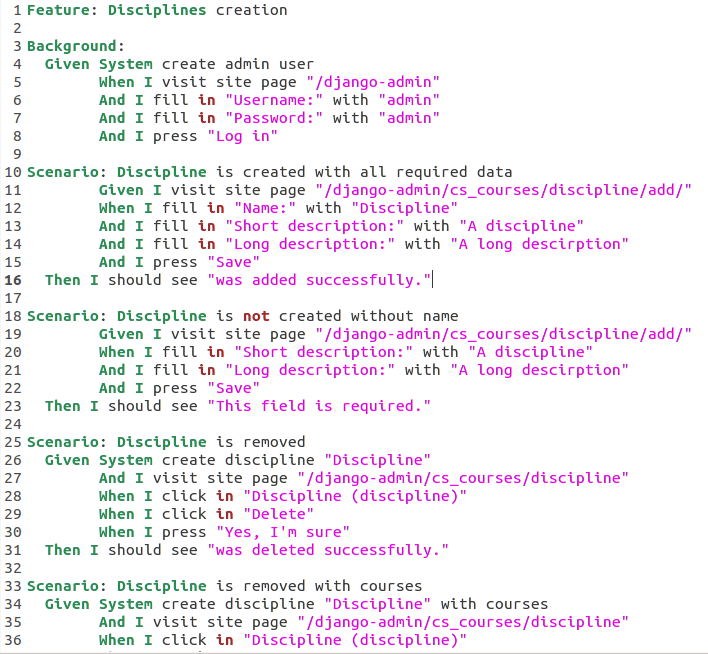 1 Feature: Disciplines creation
2
3 Background:
4   Given System create admin user
5         When I visit site page "/django-admin"
6         And I fill in "Username:" with "admin"
7         And I fill in "Password:" with "admin"
8         And I press "Log in"
9
10 Scenario: Discipline is created with all required data
11         Given I visit site page "/django-admin/cs_courses/discipline/add/"
12         When I fill in "Name:" with "Discipline"
13         And I fill in "Short description:" with "A discipline"
14         And I fill in "Long description:" with "A long descirption"
15         And I press "Save"
16   Then I should see "was added successfully."
17
18 Scenario: Discipline is not created without name
19         Given I visit site page "/django-admin/cs_courses/discipline/add/"
20         When I fill in "Short description:" with "A discipline"
21         And I fill in "Long description:" with "A long descirption"
22         And I press "Save"
23   Then I should see "This field is required."
24
25 Scenario: Discipline is removed
26   Given System create discipline "Discipline"
27         And I visit site page "/django-admin/cs_courses/discipline"
28         When I click in "Discipline (discipline)"
29         When I click in "Delete"
30         When I press "Yes, I'm sure"
31   Then I should see "was deleted successfully."
32
33 Scenario: Discipline is removed with courses
34   Given System create discipline "Discipline" with courses
35         And I visit site page "/django-admin/cs_courses/discipline"
36         When I click in "Discipline (discipline)"